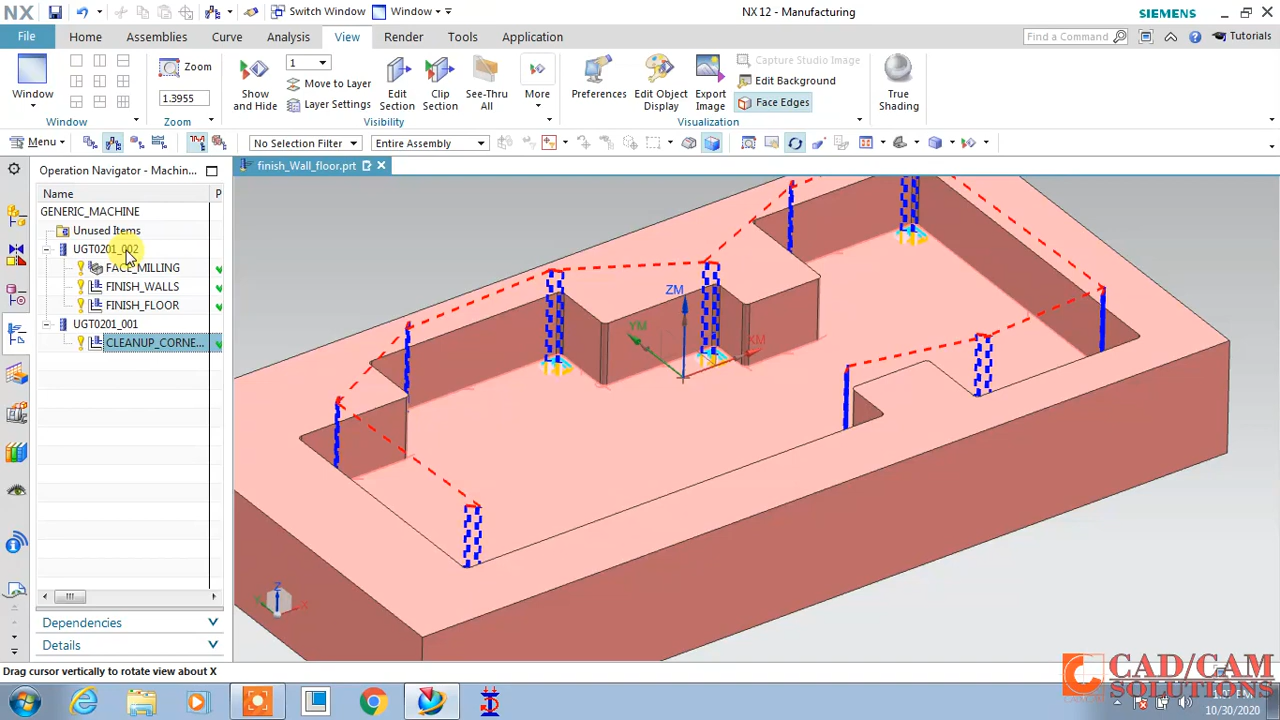 NX
Switch Window
Window
NX 12 - Manufacturing
SIEMENS
File
Home
Assemblies
Curve
Analysis
View
Render
Tools
Application
Find a Command
Tutorials
Window
Zoom
1.3955
Show and Hide
1
Move to Layer
Layer Settings
Edit Section
Clip Section
See-Thru All
More
Preferences
Edit Object Display
Export Image
Capture Studio Image
Edit Background
Face Edges
True Shading
Window
Zoom
Visibility
Visualization
Menu
No Selection Filter
Entire Assembly
Operation Navigator - Machin...
finish_Wall_floor.prt
Name
P
GENERIC_MACHINE
Unused Items
UGT0201_002
FACE_MILLING
FINISH_WALLS
FINISH_FLOOR
UGT0201_001
CLEANUP_CORNE...
ZM
YM
XM
Z
X
Dependencies
Details
Drag cursor vertically to rotate view about X
CAD/CAM
SOLUTIONS
10/30/2020